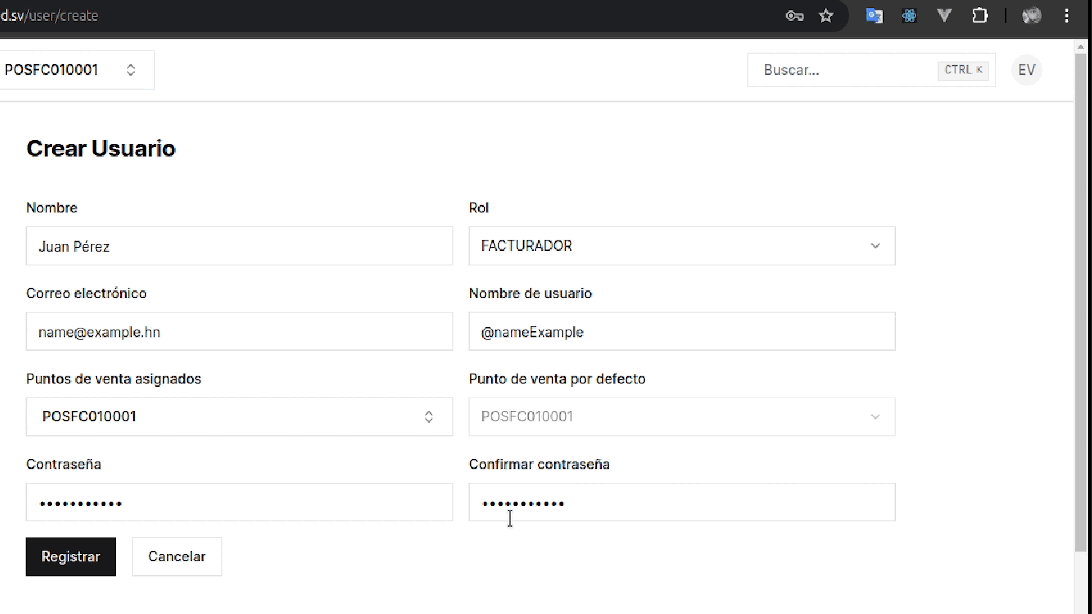 d.sv/user/create
POSFC010001
Buscar...
CTRL K
EV
Crear Usuario
Nombre
Rol
Juan Pérez
FACTURADOR
Correo electrónico
Nombre de usuario
name@example.hn
@nameExample
Puntos de venta asignados
Punto de venta por defecto
POSFC010001
POSFC010001
Contraseña
Confirmar contraseña
•••••••••••
•••••••••••
Registrar
Cancelar